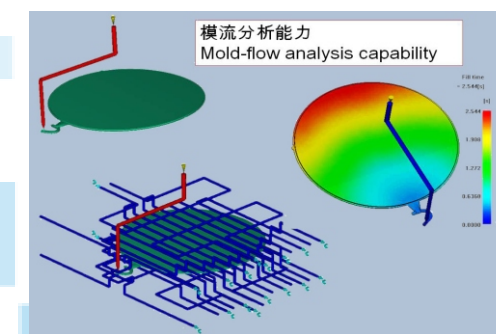 模流分析能力
Mold-flow analysis capability
Fill time
= 2.544[s]
[s]
2.544
1.908
1.272
0.6360
0.0000